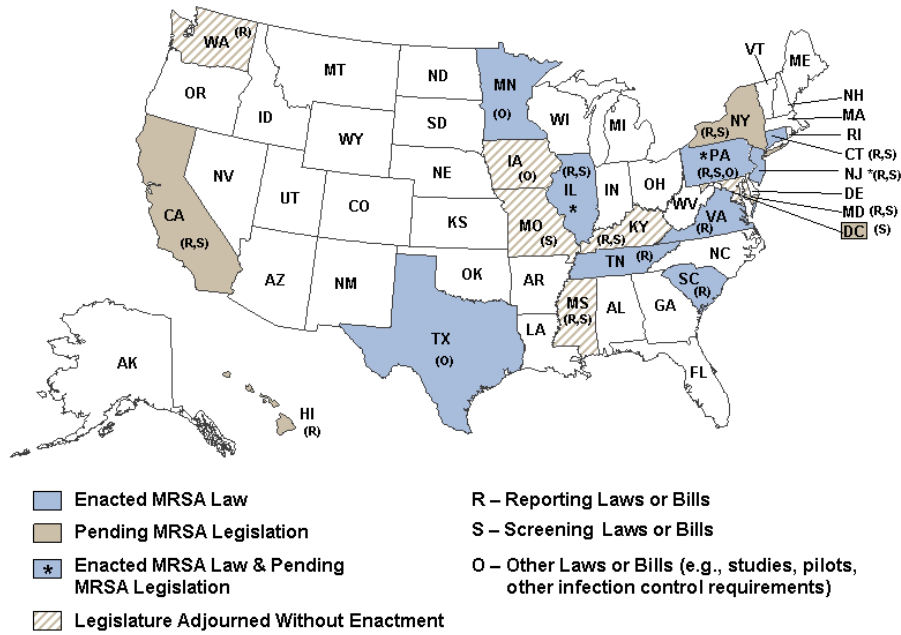 WA (R)
MT
ND
MN
(O)
VT
ME
OR
ID
SD
WI
MI
NY
(R,S)
NH
MA
RI
CT (R,S)
NJ *(R,S)
DE
MD (R,S)
DC (S)
WY
IA
(O)
*PA
(R,S,O)
NV
NE
(R,S)
IL
*
IN
OH
WV
VA
(R)
CA
(R,S)
UT
CO
KS
MO
(S)
KY
(R,S)
AZ
NM
OK
AR
TN (R)
NC
SC
(R)
MS
(R,S)
AL
GA
TX
(O)
LA
FL
AK
HI
(R)
Enacted MRSA Law
Pending MRSA Legislation
* Enacted MRSA Law & Pending
MRSA Legislation
Legislature Adjourned Without Enactment
R – Reporting Laws or Bills
S – Screening Laws or Bills
O – Other Laws or Bills (e.g., studies, pilots,
other infection control requirements)